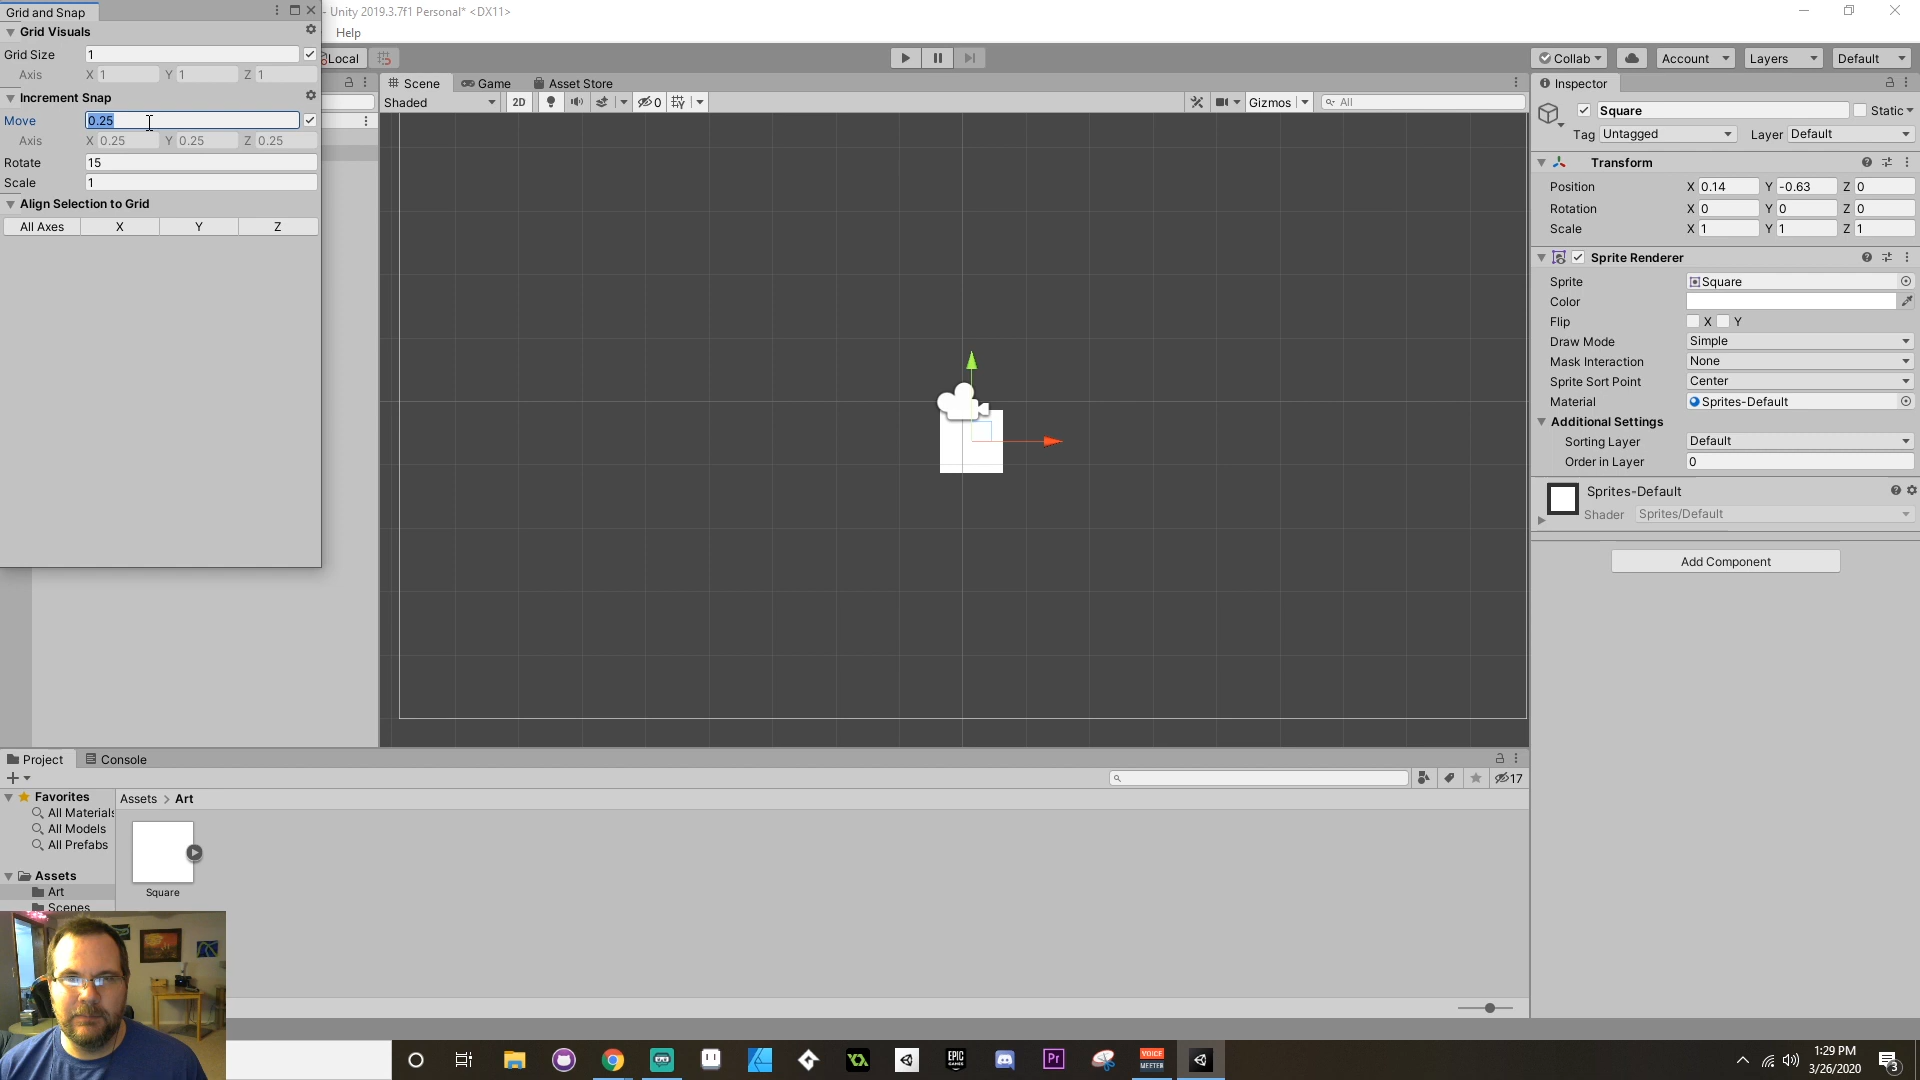 Grid and Snap
- Unity 2019.3.7f1 Personal* <DX11>
Grid Visuals
Help
Grid Size 1
Local
Collab
Account
Layers
Default
Axis X 1 Y 1 Z 1
Scene
Game
Asset Store
Inspector
Increment Snap
Shaded
2D
0
Gizmos
All
Square
Static
Move 0.25
Tag Untagged
Layer Default
Axis X 0.25 Y 0.25 Z 0.25
Rotate 15
Transform
Scale 1
Position X 0.14 Y -0.63 Z 0
Align Selection to Grid
Rotation X 0 Y 0 Z 0
All Axes X Y Z
Scale X 1 Y 1 Z 1
Sprite Renderer
Sprite Square
Color
Flip X Y
Draw Mode Simple
Mask Interaction None
Sprite Sort Point Center
Material Sprites-Default
Additional Settings
Sorting Layer Default
Order in Layer 0
Sprites-Default
Shader Sprites/Default
Add Component
Project
Console
17
Favorites
Assets > Art
All Materials
All Models
All Prefabs
Assets
Art
Square
Scenes
EPIC GAMES
Pr
VOICE MEETER
1:29 PM
3/26/2020
3